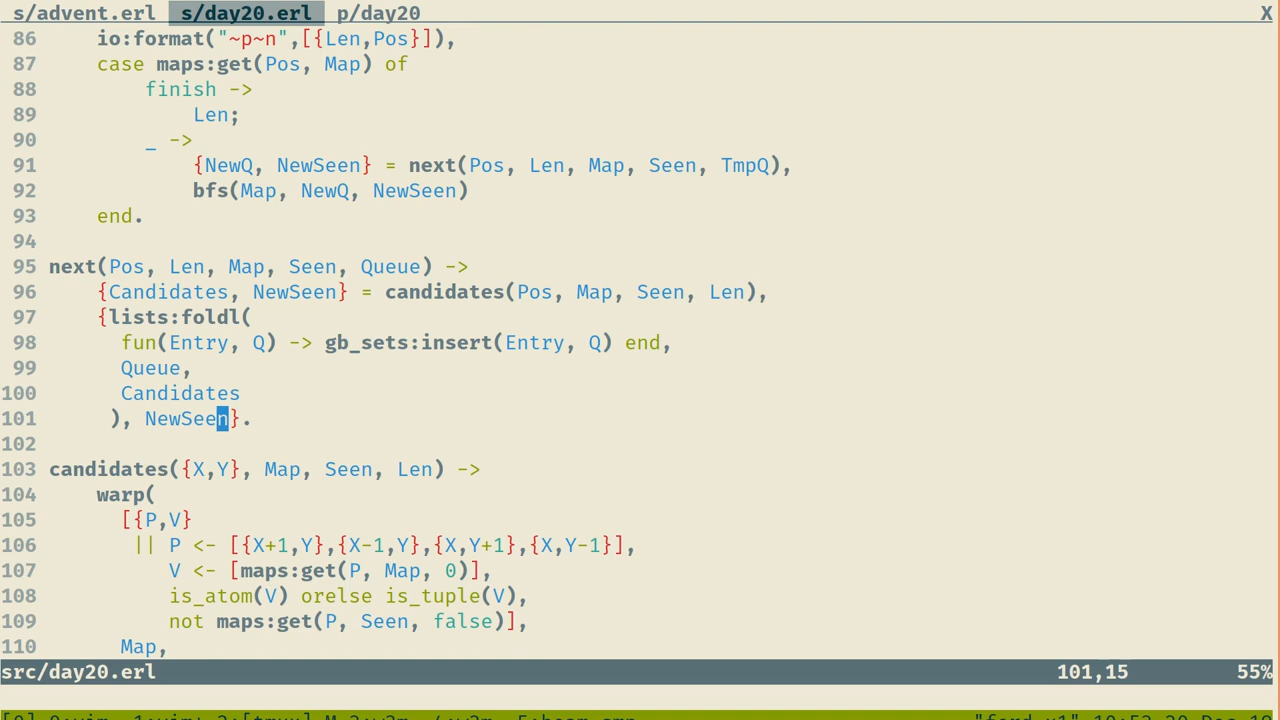 s/advent.erl  s/day20.erl  p/day20 X
86     io:format("~p~n",[{Len,Pos}]),
87     case maps:get(Pos, Map) of
88         finish ->
89             Len;
90         _ ->
91             {NewQ, NewSeen} = next(Pos, Len, Map, Seen, TmpQ),
92             bfs(Map, NewQ, NewSeen)
93     end.
94
95 next(Pos, Len, Map, Seen, Queue) ->
96     {Candidates, NewSeen} = candidates(Pos, Map, Seen, Len),
97     {lists:foldl(
98       fun(Entry, Q) -> gb_sets:insert(Entry, Q) end,
99       Queue,
100       Candidates
101      ), NewSeen}.
102
103 candidates({X,Y}, Map, Seen, Len) ->
104     warp(
105       [{P,V}
106        || P <- [{X+1,Y},{X-1,Y},{X,Y+1},{X,Y-1}],
107           V <- [maps:get(P, Map, 0)],
108           is_atom(V) orelse is_tuple(V),
109           not maps:get(P, Seen, false)],
110       Map,
src/day20.erl 101,15 55%